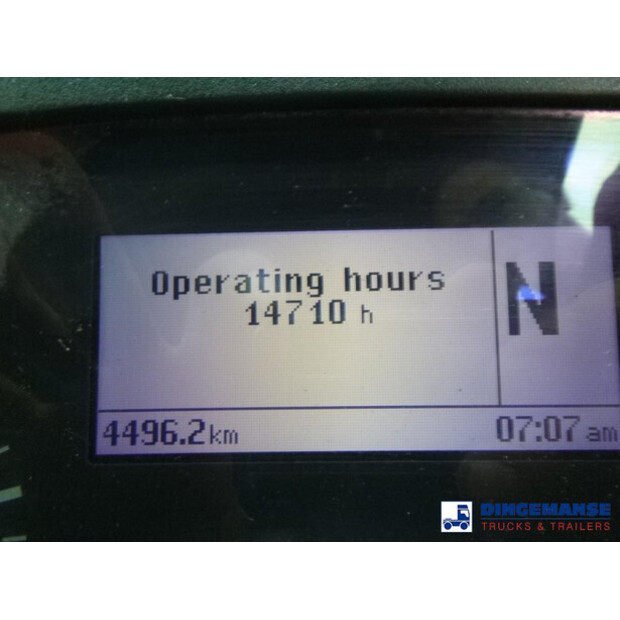 Operating hours
14710 h
N
4496.2km
07:07 am
DINGEMANSE
TRUCKS & TRAILERS